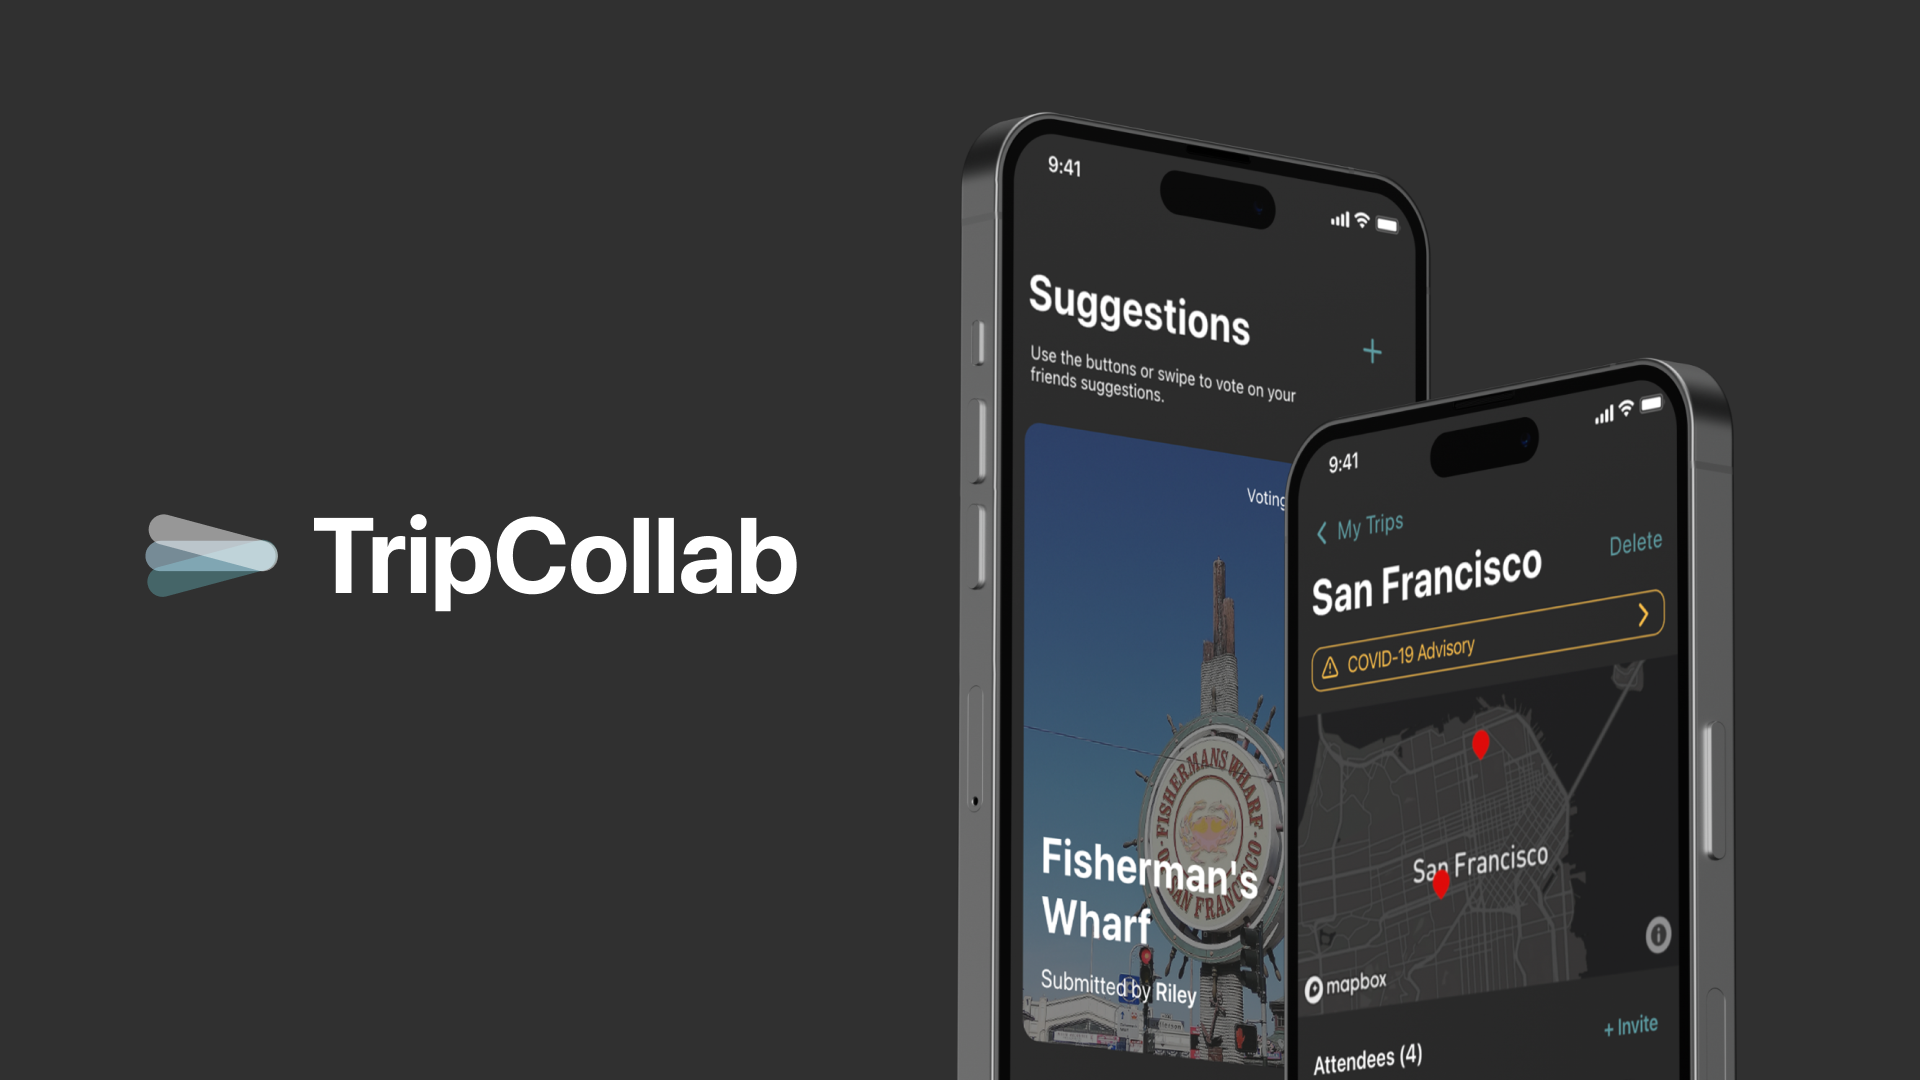 TripCollab
9:41
Suggestions
Use the buttons or swipe to vote on your
friends suggestions.
Voting
FISHERMANS WHARF
SAN FRANCISCO
Fisherman's
Wharf
Submitted by Riley
9:41
My Trips
Delete
San Francisco
COVID-19 Advisory
San Francisco
mapbox
+ Invite
Attendees (4)